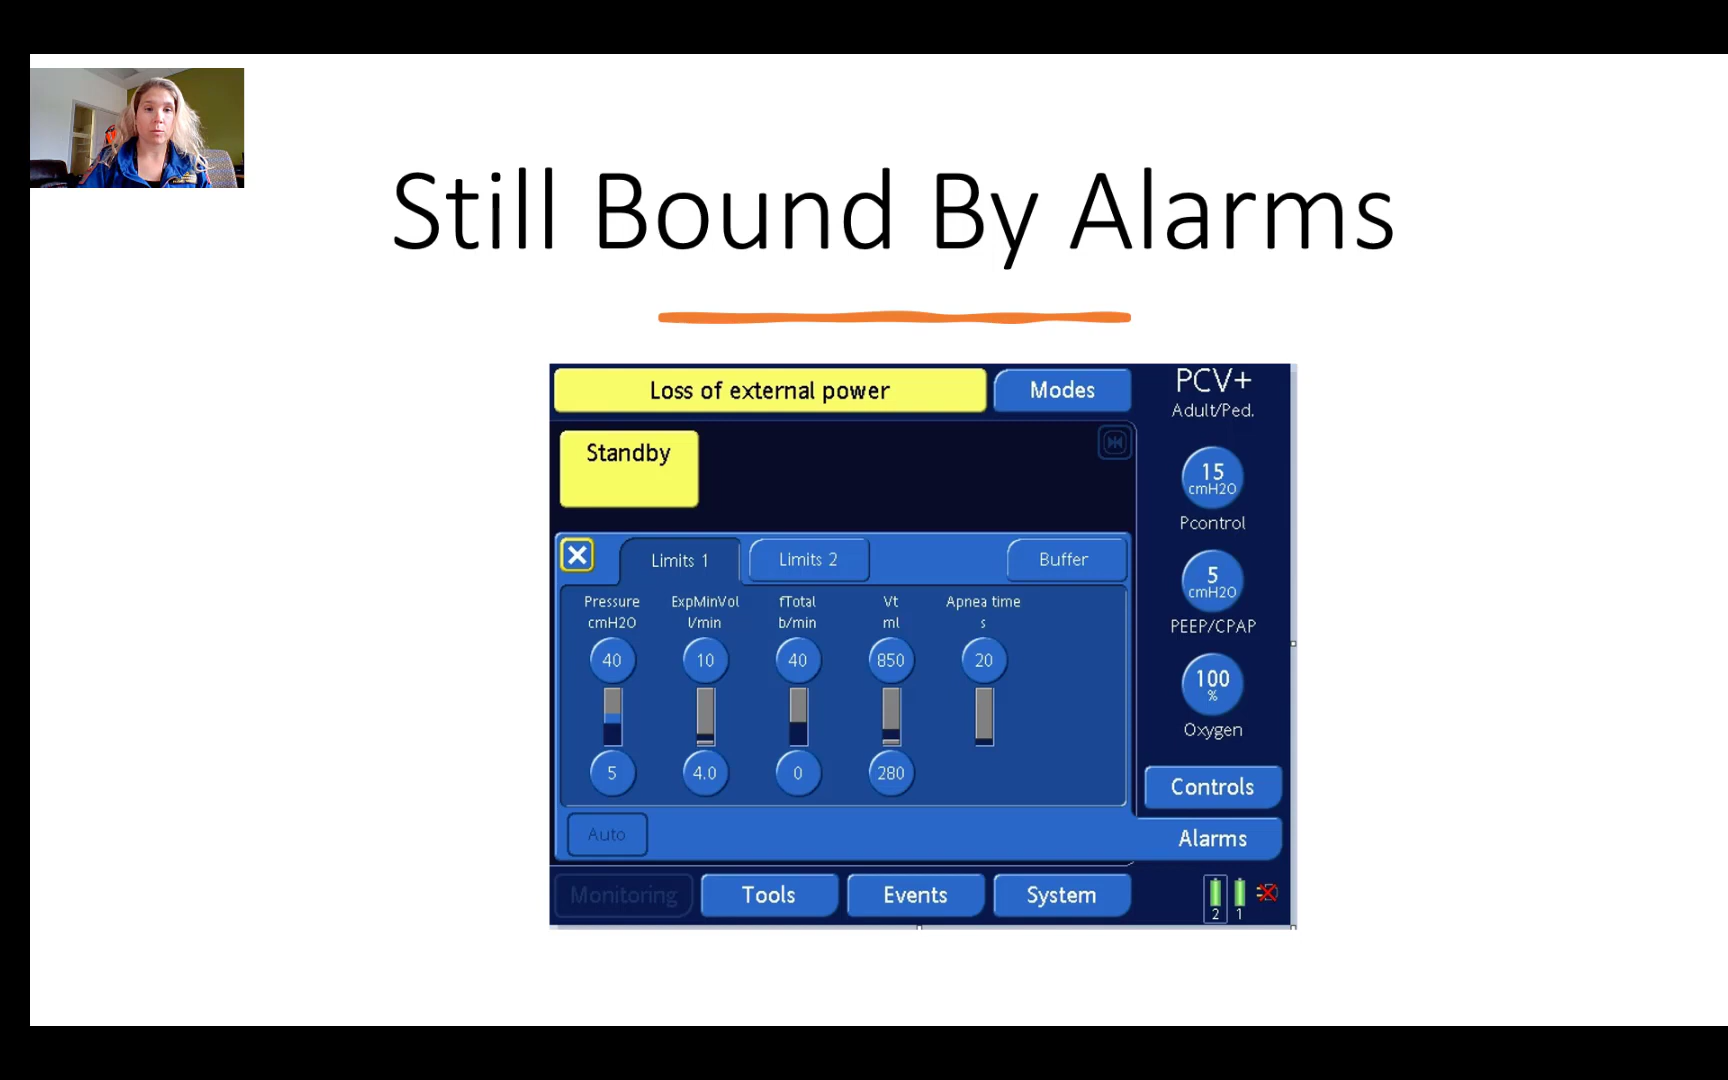 Still Bound By Alarms
Loss of external power
Modes
PCV+
Adult/Ped.
Standby
15
cmH2O
Pcontrol
Limits 1
Limits 2
Buffer
5
cmH2O
PEEP/CPAP
Pressure ExpMinVol fTotal Vt Apnea time
cmH2O l/min b/min ml s
40 10 40 850 20
100
%
Oxygen
5 4.0 0 280
Controls
Auto
Alarms
Monitoring
Tools
Events
System
2 1